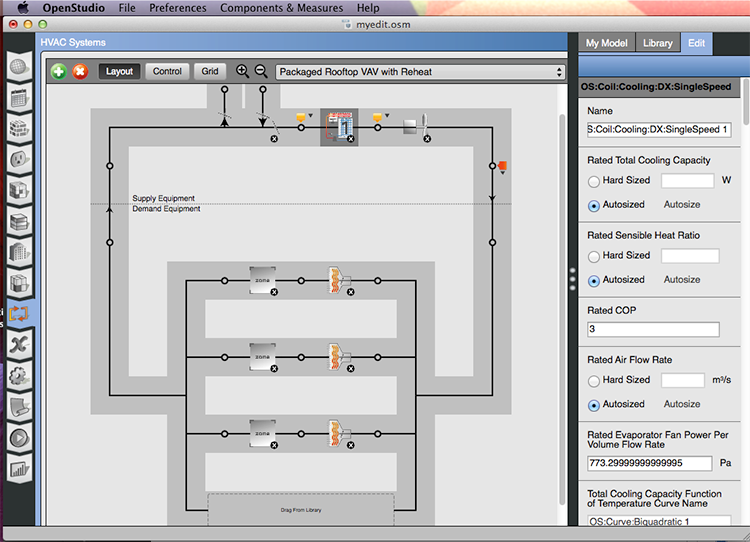 OpenStudio File Preferences Components & Measures Help
myedit.osm
HVAC Systems
My Model Library Edit
Layout Control Grid Packaged Rooftop VAV with Reheat
OS:Coil:Cooling:DX:SingleSpeed
Name
S:Coil:Cooling:DX:SingleSpeed 1
Rated Total Cooling Capacity
Hard Sized W
Autosized Autosize
Rated Sensible Heat Ratio
Hard Sized
Autosized Autosize
Rated COP
3
Rated Air Flow Rate
Hard Sized m³/s
Autosized Autosize
Rated Evaporator Fan Power Per
Volume Flow Rate
773.29999999999995 Pa
Total Cooling Capacity Function
of Temperature Curve Name
OS:Curve:Biquadratic 1
Supply Equipment
Demand Equipment
zone
zone
zone
Drag From Library